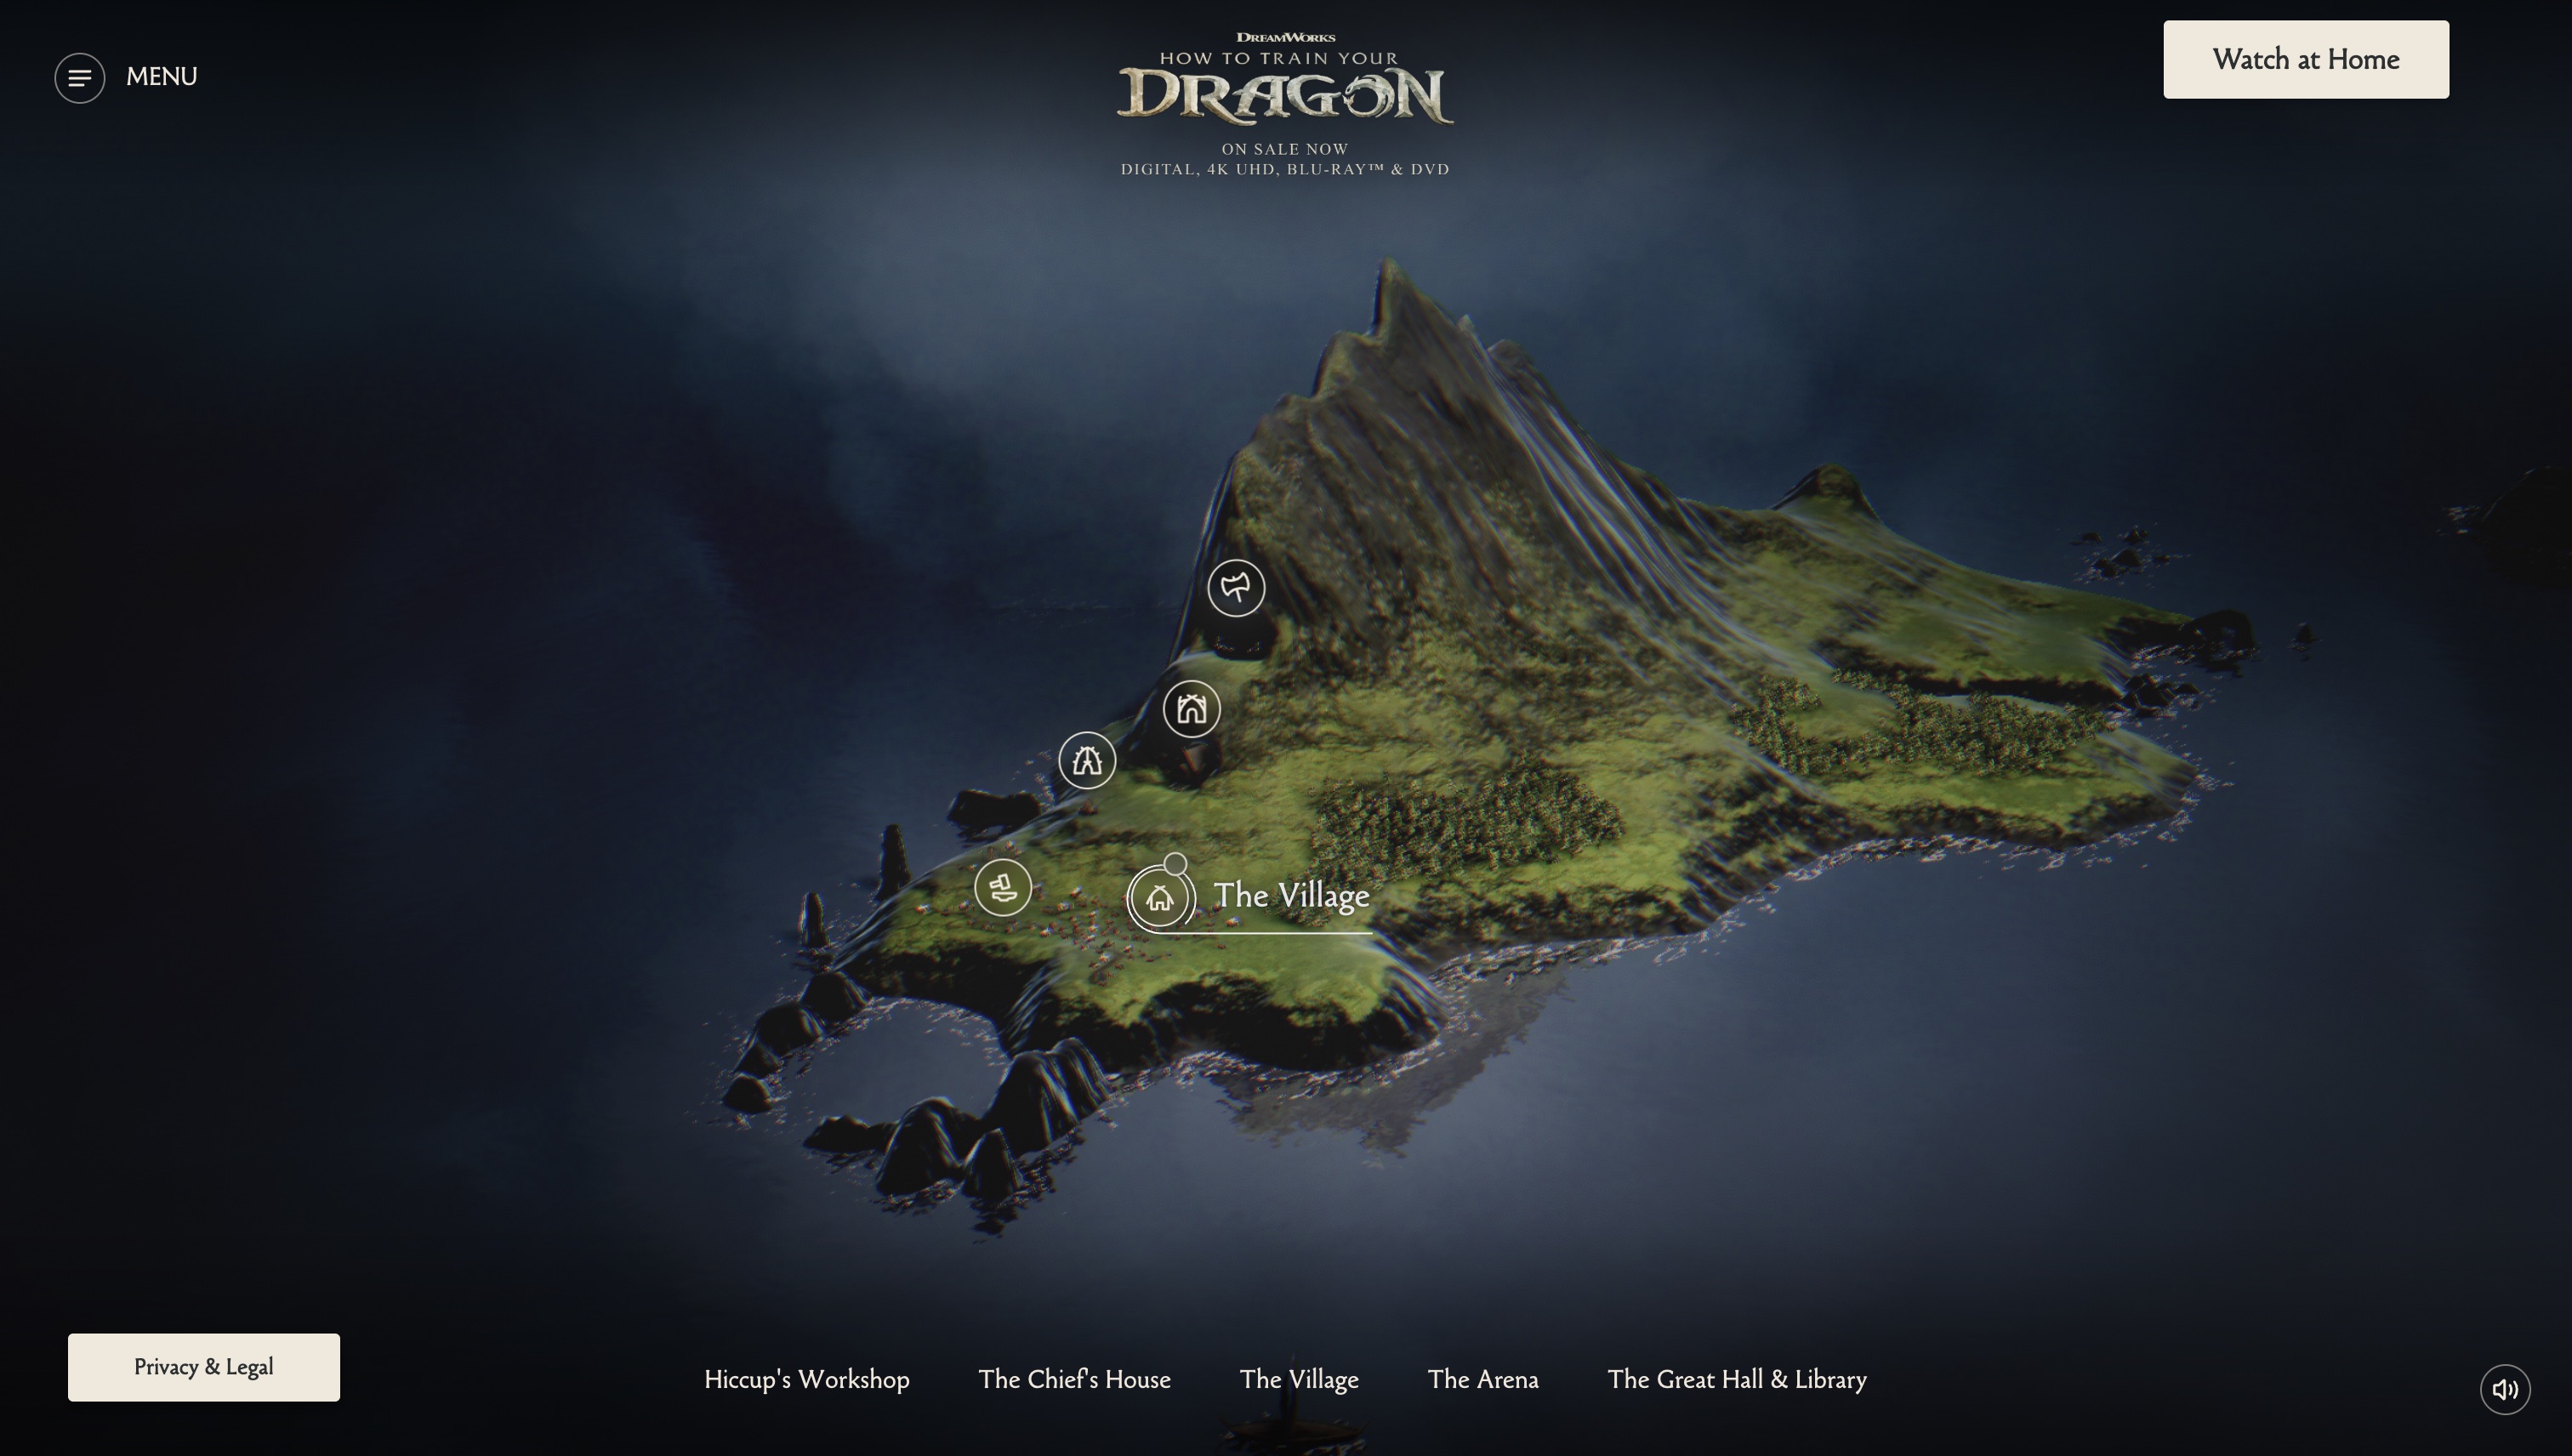 MENU
DREAMWORKS
HOW TO TRAIN YOUR
DRAGON
ON SALE NOW
DIGITAL, 4K UHD, BLU-RAY™ & DVD
Watch at Home
The Village
Privacy & Legal
Hiccup's Workshop
The Chief's House
The Village
The Arena
The Great Hall & Library